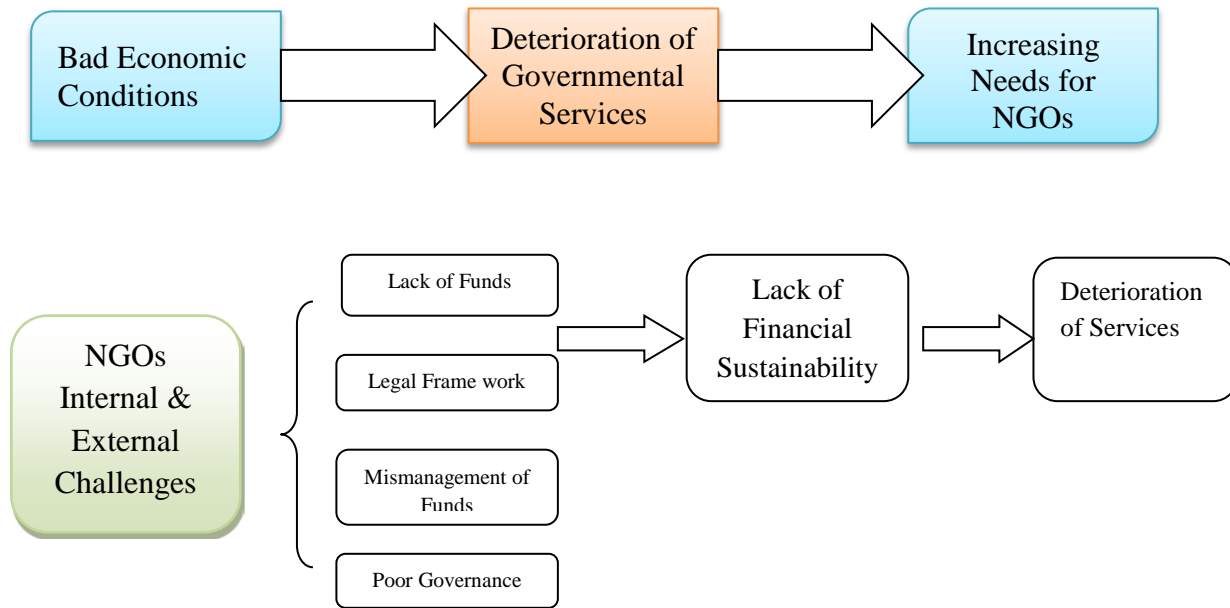 Bad Economic
Conditions
Deterioration of
Governmental
Services
Increasing
Needs for
NGOs
NGOs
Internal &
External
Challenges
Lack of Funds
Legal Frame work
Mismanagement of
Funds
Poor Governance
Lack of
Financial
Sustainability
Deterioration
of Services